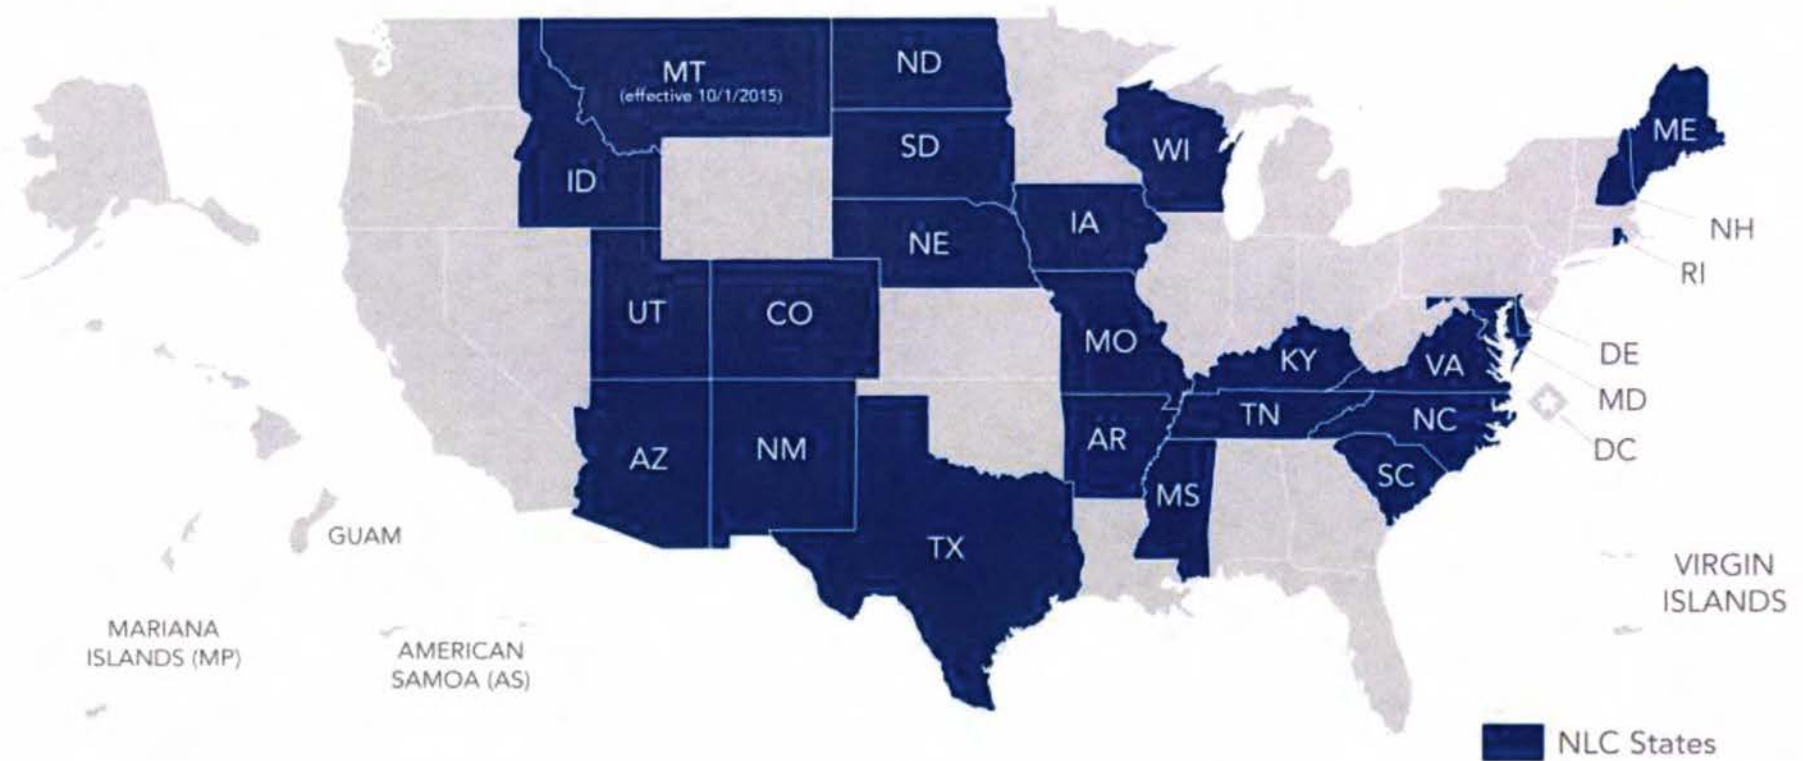 MT
(effective 10/1/2015)
ND
ME
SD
WI
ID
IA
NH
NE
RI
UT
CO
MO
KY
VA
DE
MD
TN
NC
AR
DC
AZ
NM
SC
MS
GUAM
TX
VIRGIN
ISLANDS
MARIANA
ISLANDS (MP)
AMERICAN
SAMOA (AS)
NLC States